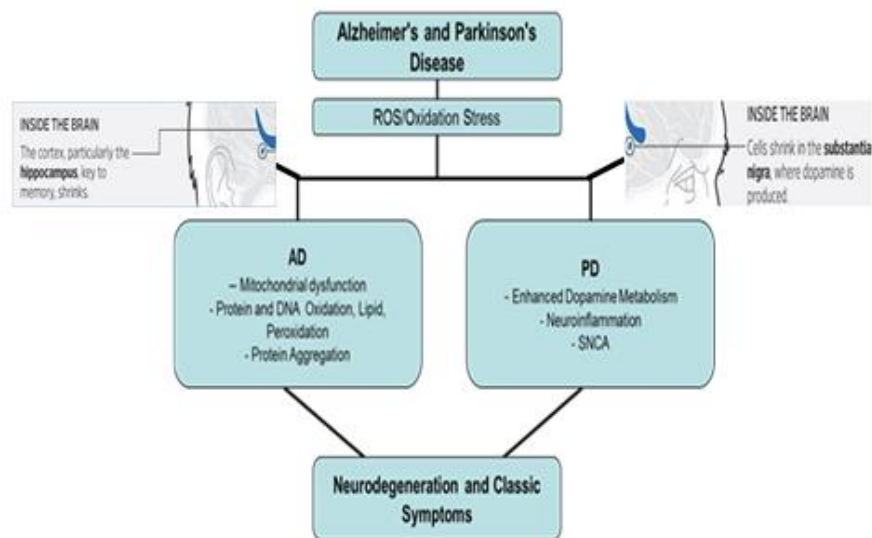 Alzheimer's and Parkinson's
Disease
ROS/Oxidation Stress
INSIDE THE BRAIN
The cortex, particularly the
hippocampus, key
to memory, shrinks.
INSIDE THE BRAIN
Cells shrink in the substantia
nigra, where dopamine is
produced.
AD
– Mitochondrial dysfunction
- Protein and DNA Oxidation, Lipid,
Peroxidation
- Protein Aggregation
PD
- Enhanced Dopamine Metabolism
- Neuroinflammation
- SNCA
Neurodegeneration and Classic
Symptoms